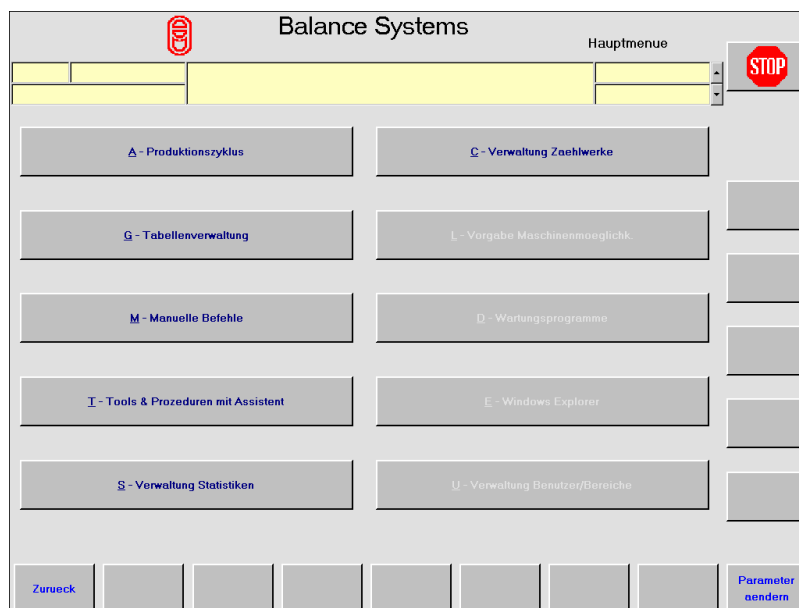 Balance Systems
Hauptmenue
STOP
A - Produktionszyklus
C - Verwaltung Zaehlwerke
G - Tabellenverwaltung
L - Vorgabe Maschinenmoeglichk.
M - Manuelle Befehle
D - Wartungsprogramme
T - Tools & Prozeduren mit Assistent
E - Windows Explorer
S - Verwaltung Statistiken
U - Verwaltung Benutzer/Bereiche
Zurueck
Parameter
aendern